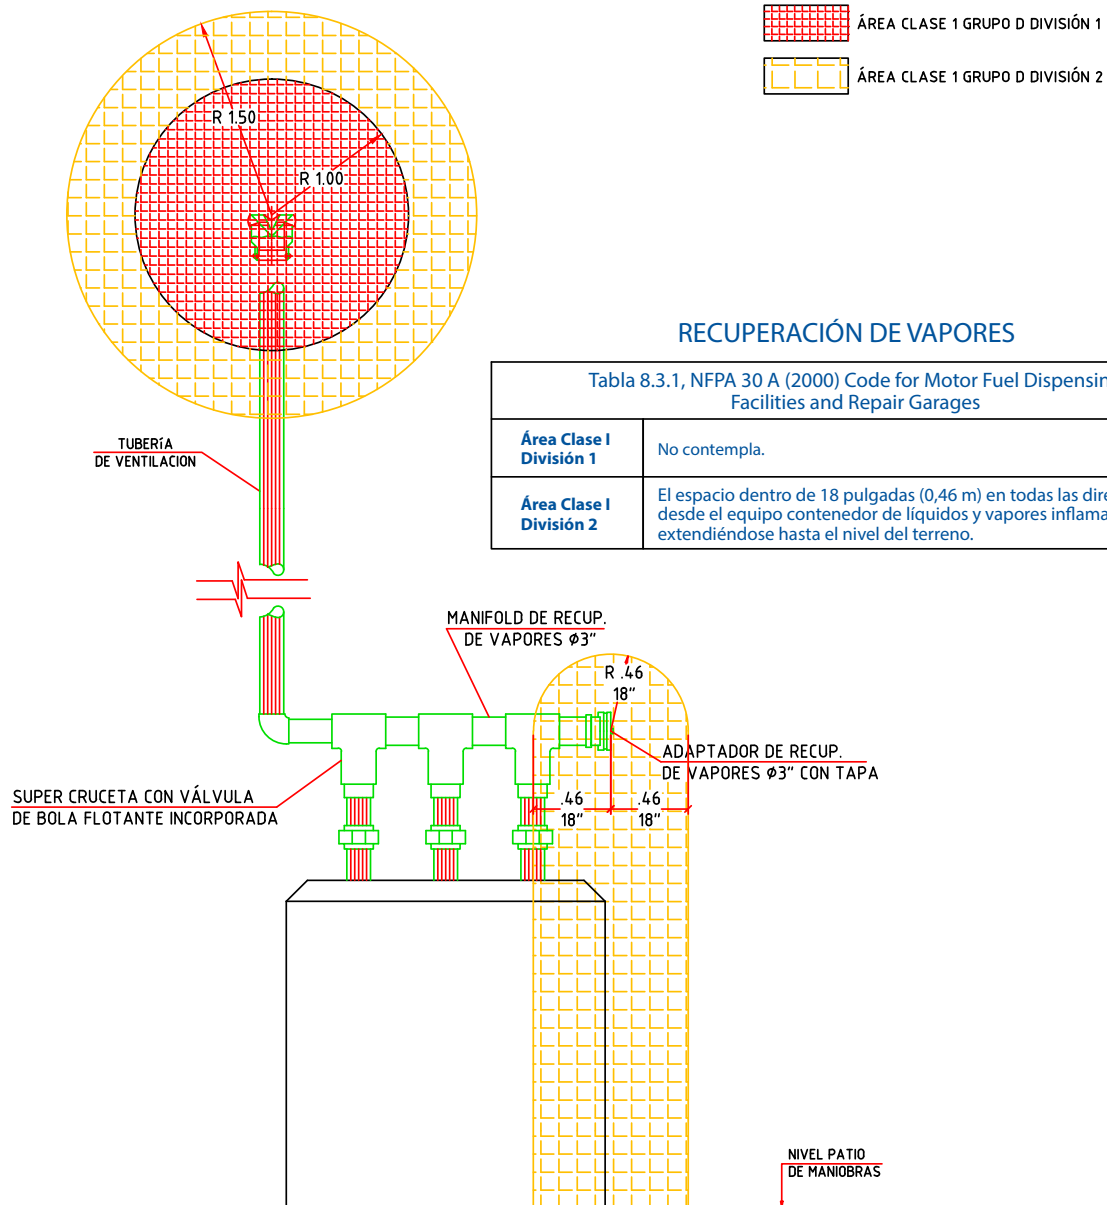 ÁREA CLASE 1 GRUPO D DIVISIÓN 1
ÁREA CLASE 1 GRUPO D DIVISIÓN 2
R 1.50
R 1.00
RECUPERACIÓN DE VAPORES
Tabla 8.3.1, NFPA 30 A (2000) Code for Motor Fuel Dispensin
Facilities and Repair Garages
Área Clase I
División 1
No contempla.
Área Clase I
División 2
El espacio dentro de 18 pulgadas (0,46 m) en todas las dire
desde el equipo contenedor de líquidos y vapores inflama
extendiéndose hasta el nivel del terreno.
TUBERíA
DE VENTILACION
MANIFOLD DE RECUP.
DE VAPORES Ø3"
R .46
18"
ADAPTADOR DE RECUP.
DE VAPORES Ø3" CON TAPA
SUPER CRUCETA CON VÁLVULA
DE BOLA FLOTANTE INCORPORADA
.46
18"
.46
18"
NIVEL PATIO
DE MANIOBRAS